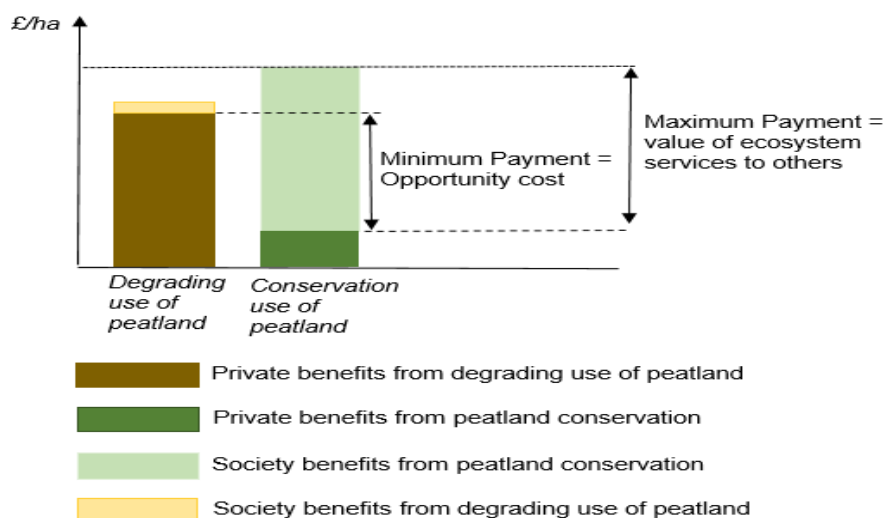 £/ha
Minimum Payment =
Opportunity cost
Maximum Payment =
value of ecosystem
services to others
Degrading
use of
peatland
Conservation
use of
peatland
Private benefits from degrading use of peatland
Private benefits from peatland conservation
Society benefits from peatland conservation
Society benefits from degrading use of peatland